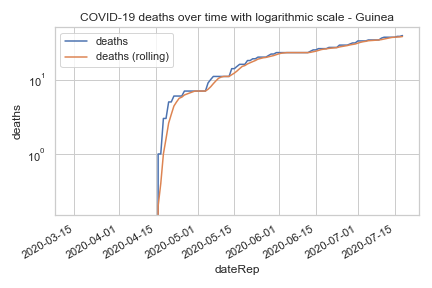 COVID-19 deaths over time with logarithmic scale - Guinea
deaths
deaths (rolling)
10¹
10⁰
deaths
2020-03-15
2020-04-01
2020-04-15
2020-05-01
2020-05-15
2020-06-01
2020-06-15
2020-07-01
2020-07-15
dateRep